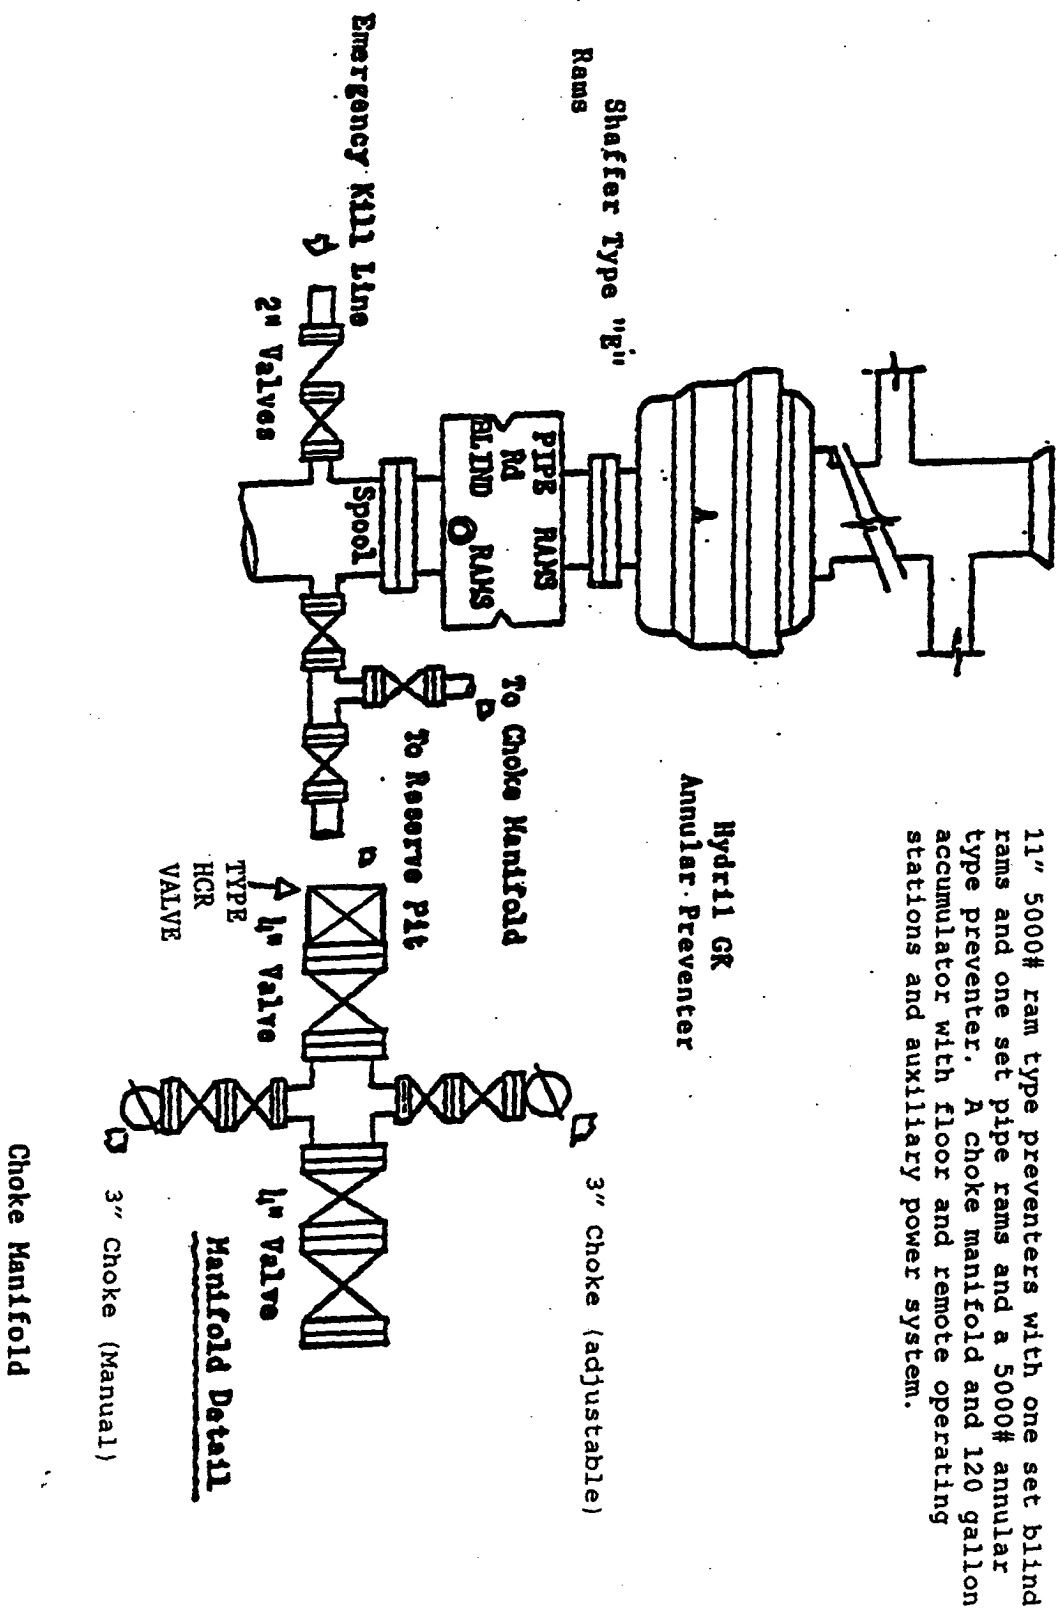 11" 5000# ram type preventers with one set blind
rams and one set pipe rams and a 5000# annular
type preventer. A choke manifold and 120 gallon
accumulator with floor and remote operating
stations and auxiliary power system.
Hydril GK
Annular Preventer
Shaffer Type "E"
Rams
PIPE RAMS
Rd
BLIND RAMS
Spool
To Choke Manifold
To Reserve Pit
Emergency Kill Line
2" Valves
TYPE
HCR
VALVE
4" Valve
4" Valve
3" Choke (adjustable)
3" Choke (Manual)
Manifold Detail
Choke Manifold